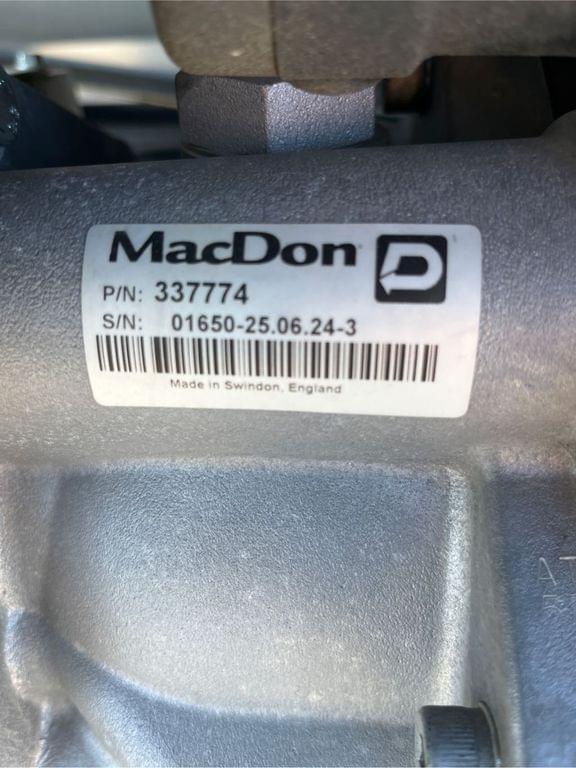 MacDon
P/N: 337774
S/N: 01650-25.06.24-3
Made in Swindon, England